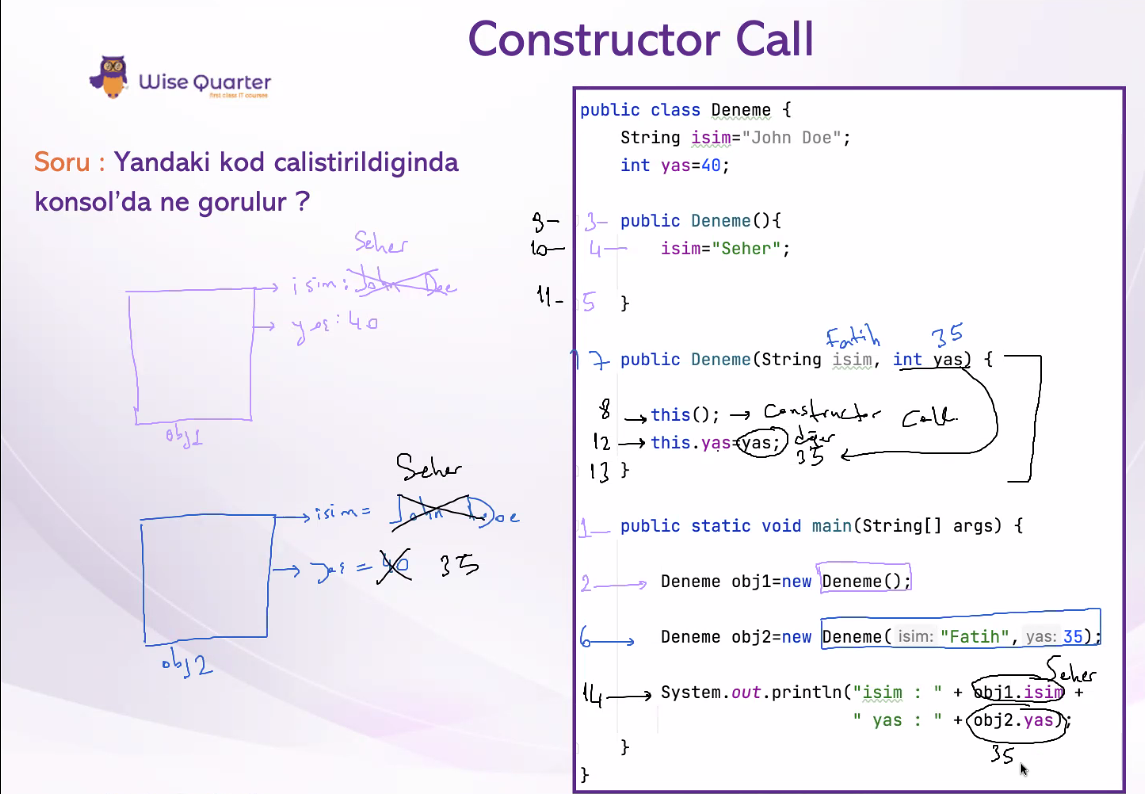 Constructor Call
Wise Quarter
first class IT courses
Soru : Yandaki kod calistirildiginda
konsol'da ne gorulur ?
Seher
isim: John Doe
yas: 40
obj1
Seher
isim= John Doe
yas = 40 35
obj2
public class Deneme {
String isim="John Doe";
int yas=40;
9- 3- public Deneme(){
10- 4- isim="Seher";
11- 5 }
Fatih 35
7 public Deneme(String isim, int yas) {
8 →this(); → Constructor Call
12 →this.yas=yas; deger
35
13 }
1- public static void main(String[] args) {
2→ Deneme obj1=new Deneme();
6→ Deneme obj2=new Deneme( isim: "Fatih", yas: 35);
Seher
14→ System.out.println("isim : " + obj1.isim +
" yas : " + obj2.yas);
}
35
}